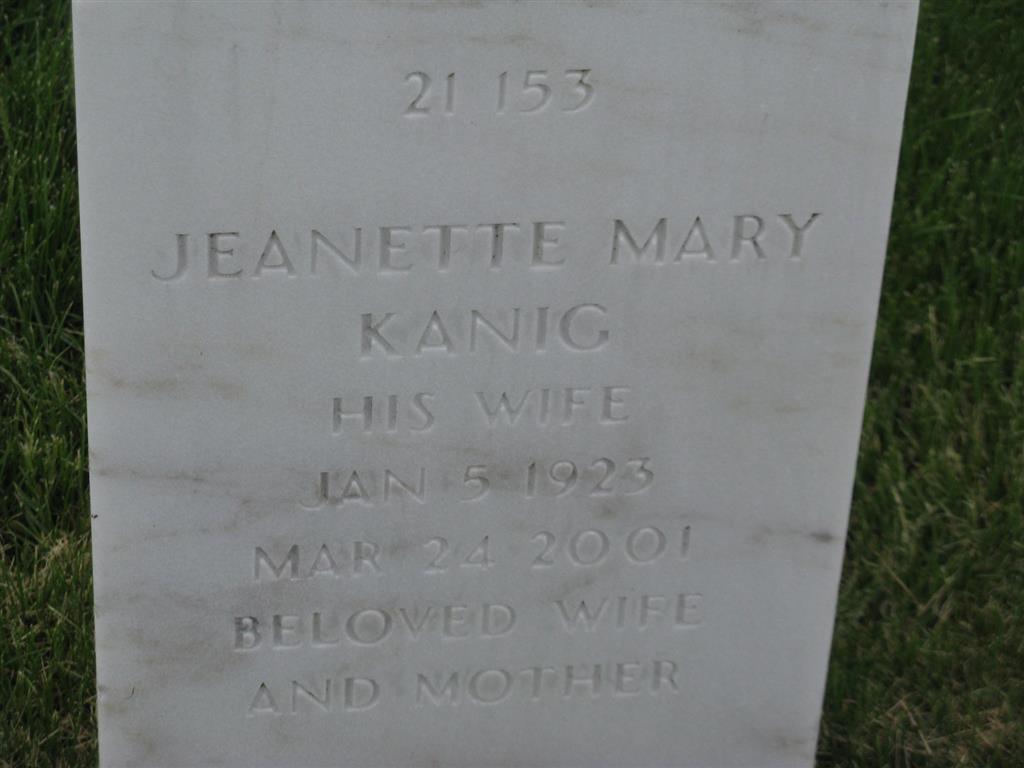 21 153
JEANETTE MARY
KANIG
HIS WIFE
JAN 5 1923
MAR 24 2001
BELOVED WIFE
AND MOTHER